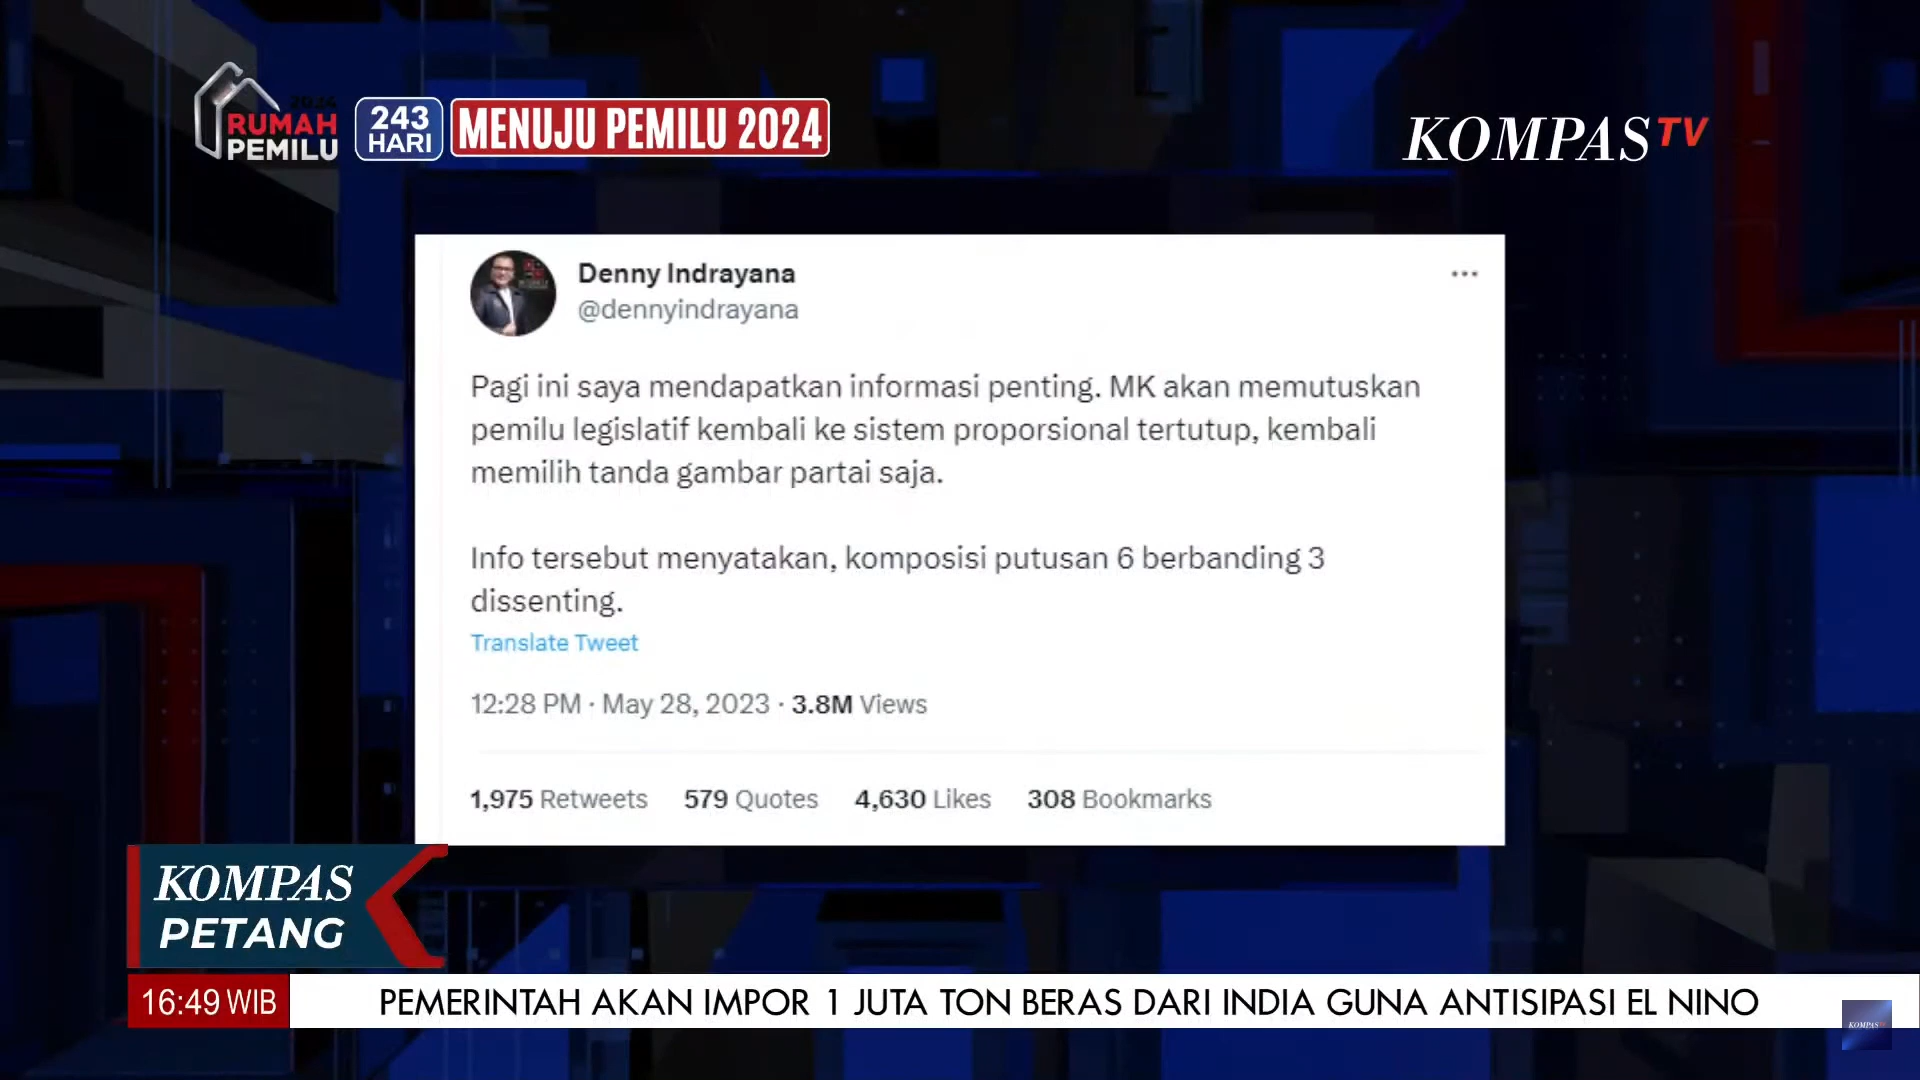 2024
RUMAH
PEMILU
243
HARI
MENUJU PEMILU 2024
KOMPAS TV
Denny Indrayana
@dennyindrayana
Pagi ini saya mendapatkan informasi penting. MK akan memutuskan
pemilu legislatif kembali ke sistem proporsional tertutup, kembali
memilih tanda gambar partai saja.
Info tersebut menyatakan, komposisi putusan 6 berbanding 3
dissenting.
Translate Tweet
12:28 PM · May 28, 2023 · 3.8M Views
1,975 Retweets 579 Quotes 4,630 Likes 308 Bookmarks
KOMPAS
PETANG
16:49 WIB
PEMERINTAH AKAN IMPOR 1 JUTA TON BERAS DARI INDIA GUNA ANTISIPASI EL NINO
KOMPAS TV